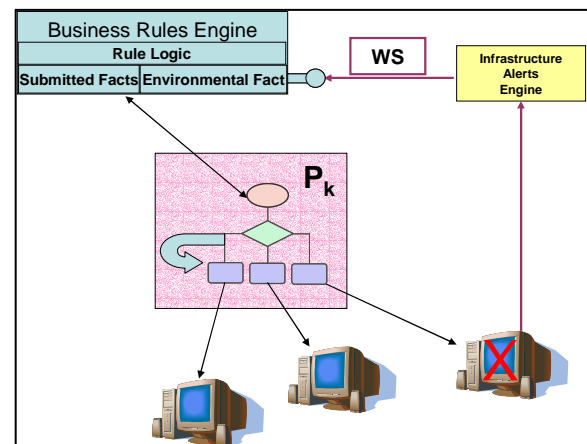 Business Rules Engine
Rule Logic
Submitted Facts Environmental Fact
WS
Infrastructure
Alerts
Engine
Pk
X